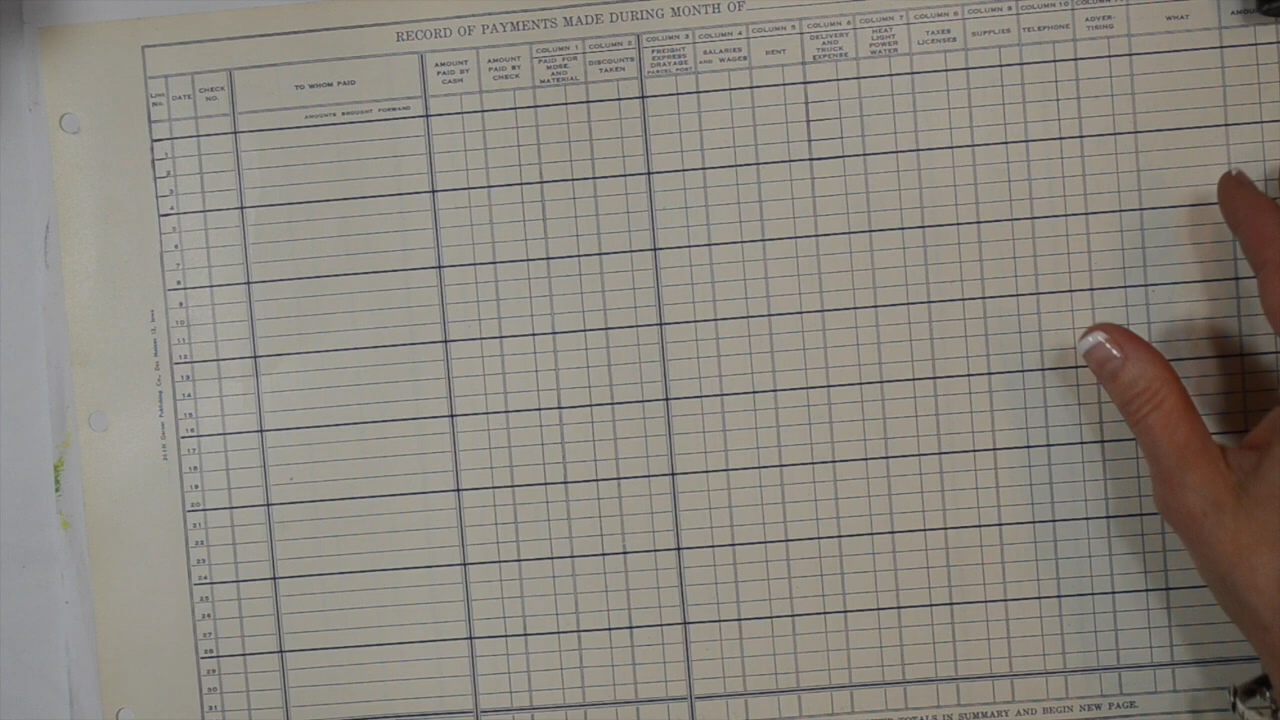 RECORD OF PAYMENTS MADE DURING MONTH OF
LINE No.
DATE
CHECK NO.
TO WHOM PAID
AMOUNTS BROUGHT FORWARD
AMOUNT PAID BY CASH
AMOUNT PAID BY CHECK
COLUMN 1
PAID FOR MDSE. AND MATERIAL
COLUMN 2
DISCOUNTS TAKEN
COLUMN 3
FREIGHT EXPRESS DRAYAGE PARCEL POST
COLUMN 4
SALARIES AND WAGES
COLUMN 5
RENT
COLUMN 6
DELIVERY AND TRUCK EXPENSE
COLUMN 7
HEAT LIGHT POWER WATER
COLUMN 8
TAXES LICENSES
COLUMN 9
SUPPLIES
COLUMN 10
TELEPHONE
ADVER-TISING
WHAT
1
2
3
4
5
6
7
8
9
10
11
12
13
14
15
16
17
18
19
20
21
22
23
24
25
26
27
28
29
30
31
Publishing Co., Des Moines 12, Iowa
TOTALS IN SUMMARY AND BEGIN NEW PAGE.